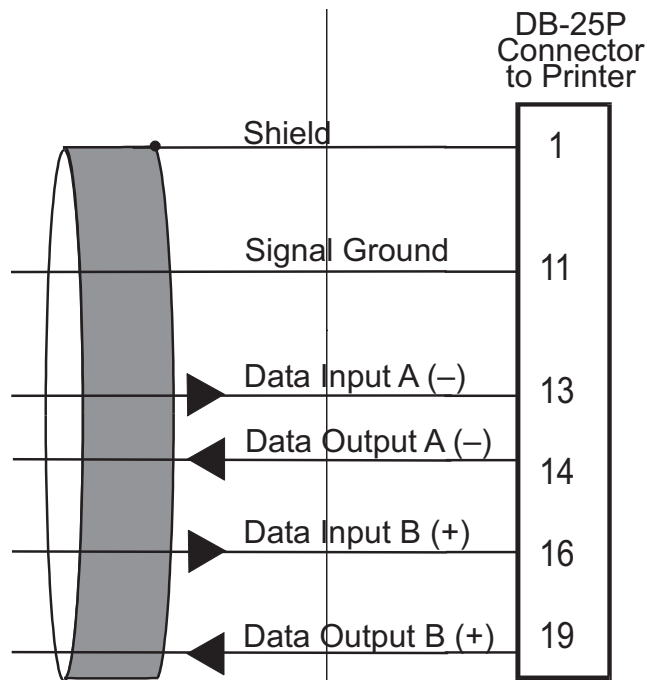 DB-25P
Connector
to Printer
Shield
1
Signal Ground
11
Data Input A (–)
13
Data Output A (–)
14
Data Input B (+)
16
Data Output B (+)
19